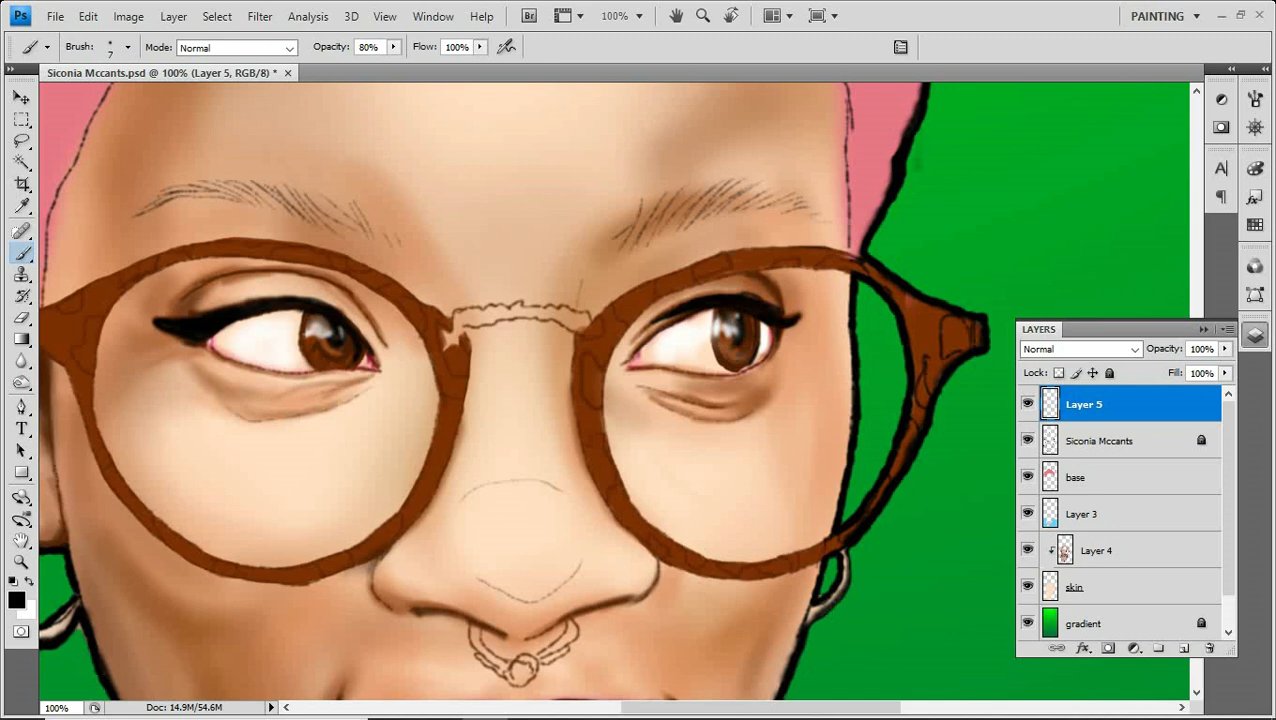 Ps File Edit Image Layer Select Filter Analysis 3D View Window Help Br 100% PAINTING
Brush: 7 Mode: Normal Opacity: 80% Flow: 100%
Siconia Mccants.psd @ 100% (Layer 5, RGB/8) *
LAYERS
Normal Opacity: 100%
Lock: Fill: 100%
Layer 5
Siconia Mccants
base
Layer 3
Layer 4
skin
gradient
100% Doc: 14.9M/54.6M